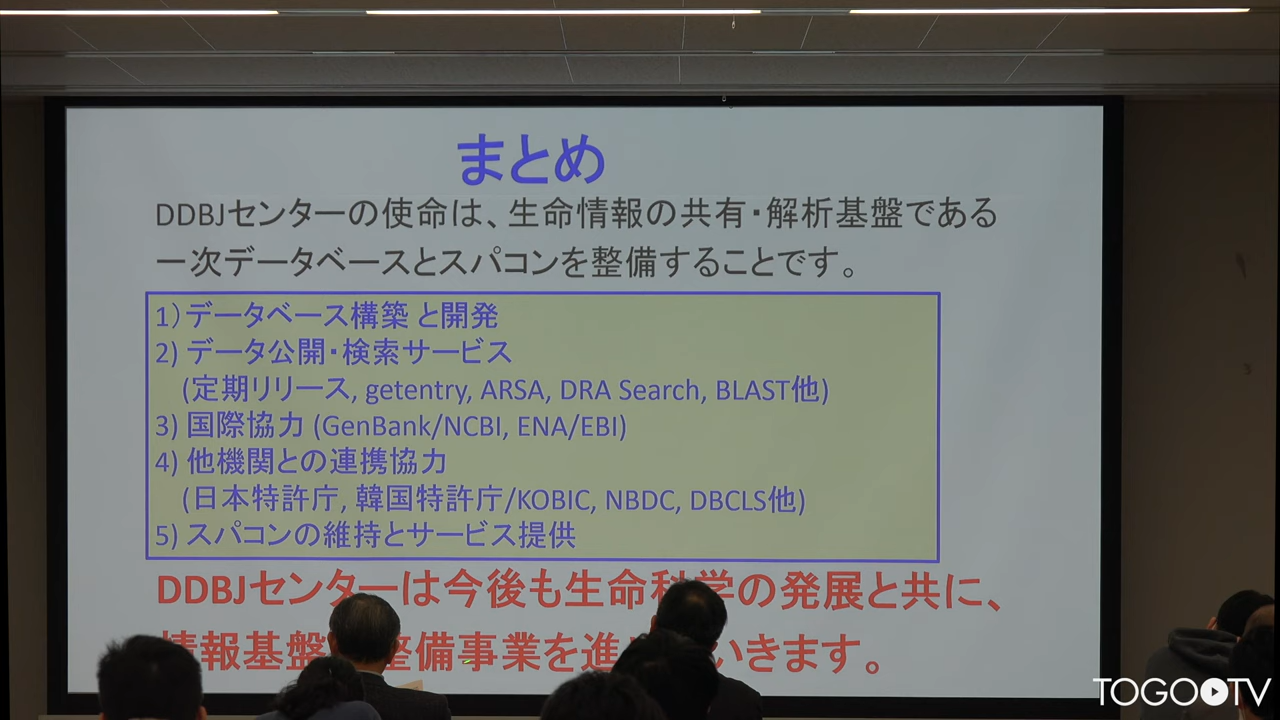 まとめ
DDBJセンターの使命は、生命情報の共有・解析基盤である
一次データベースとスパコンを整備することです。
1）データベース構築 と開発
2) データ公開・検索サービス
(定期リリース, getentry, ARSA, DRA Search, BLAST他)
3) 国際協力 (GenBank/NCBI, ENA/EBI)
4) 他機関との連携協力
(日本特許庁, 韓国特許庁/KOBIC, NBDC, DBCLS他)
5) スパコンの維持とサービス提供
DDBJセンターは今後も生命科学の発展と共に、
情報基盤 整備事業を進 いきます。
TOGOTV